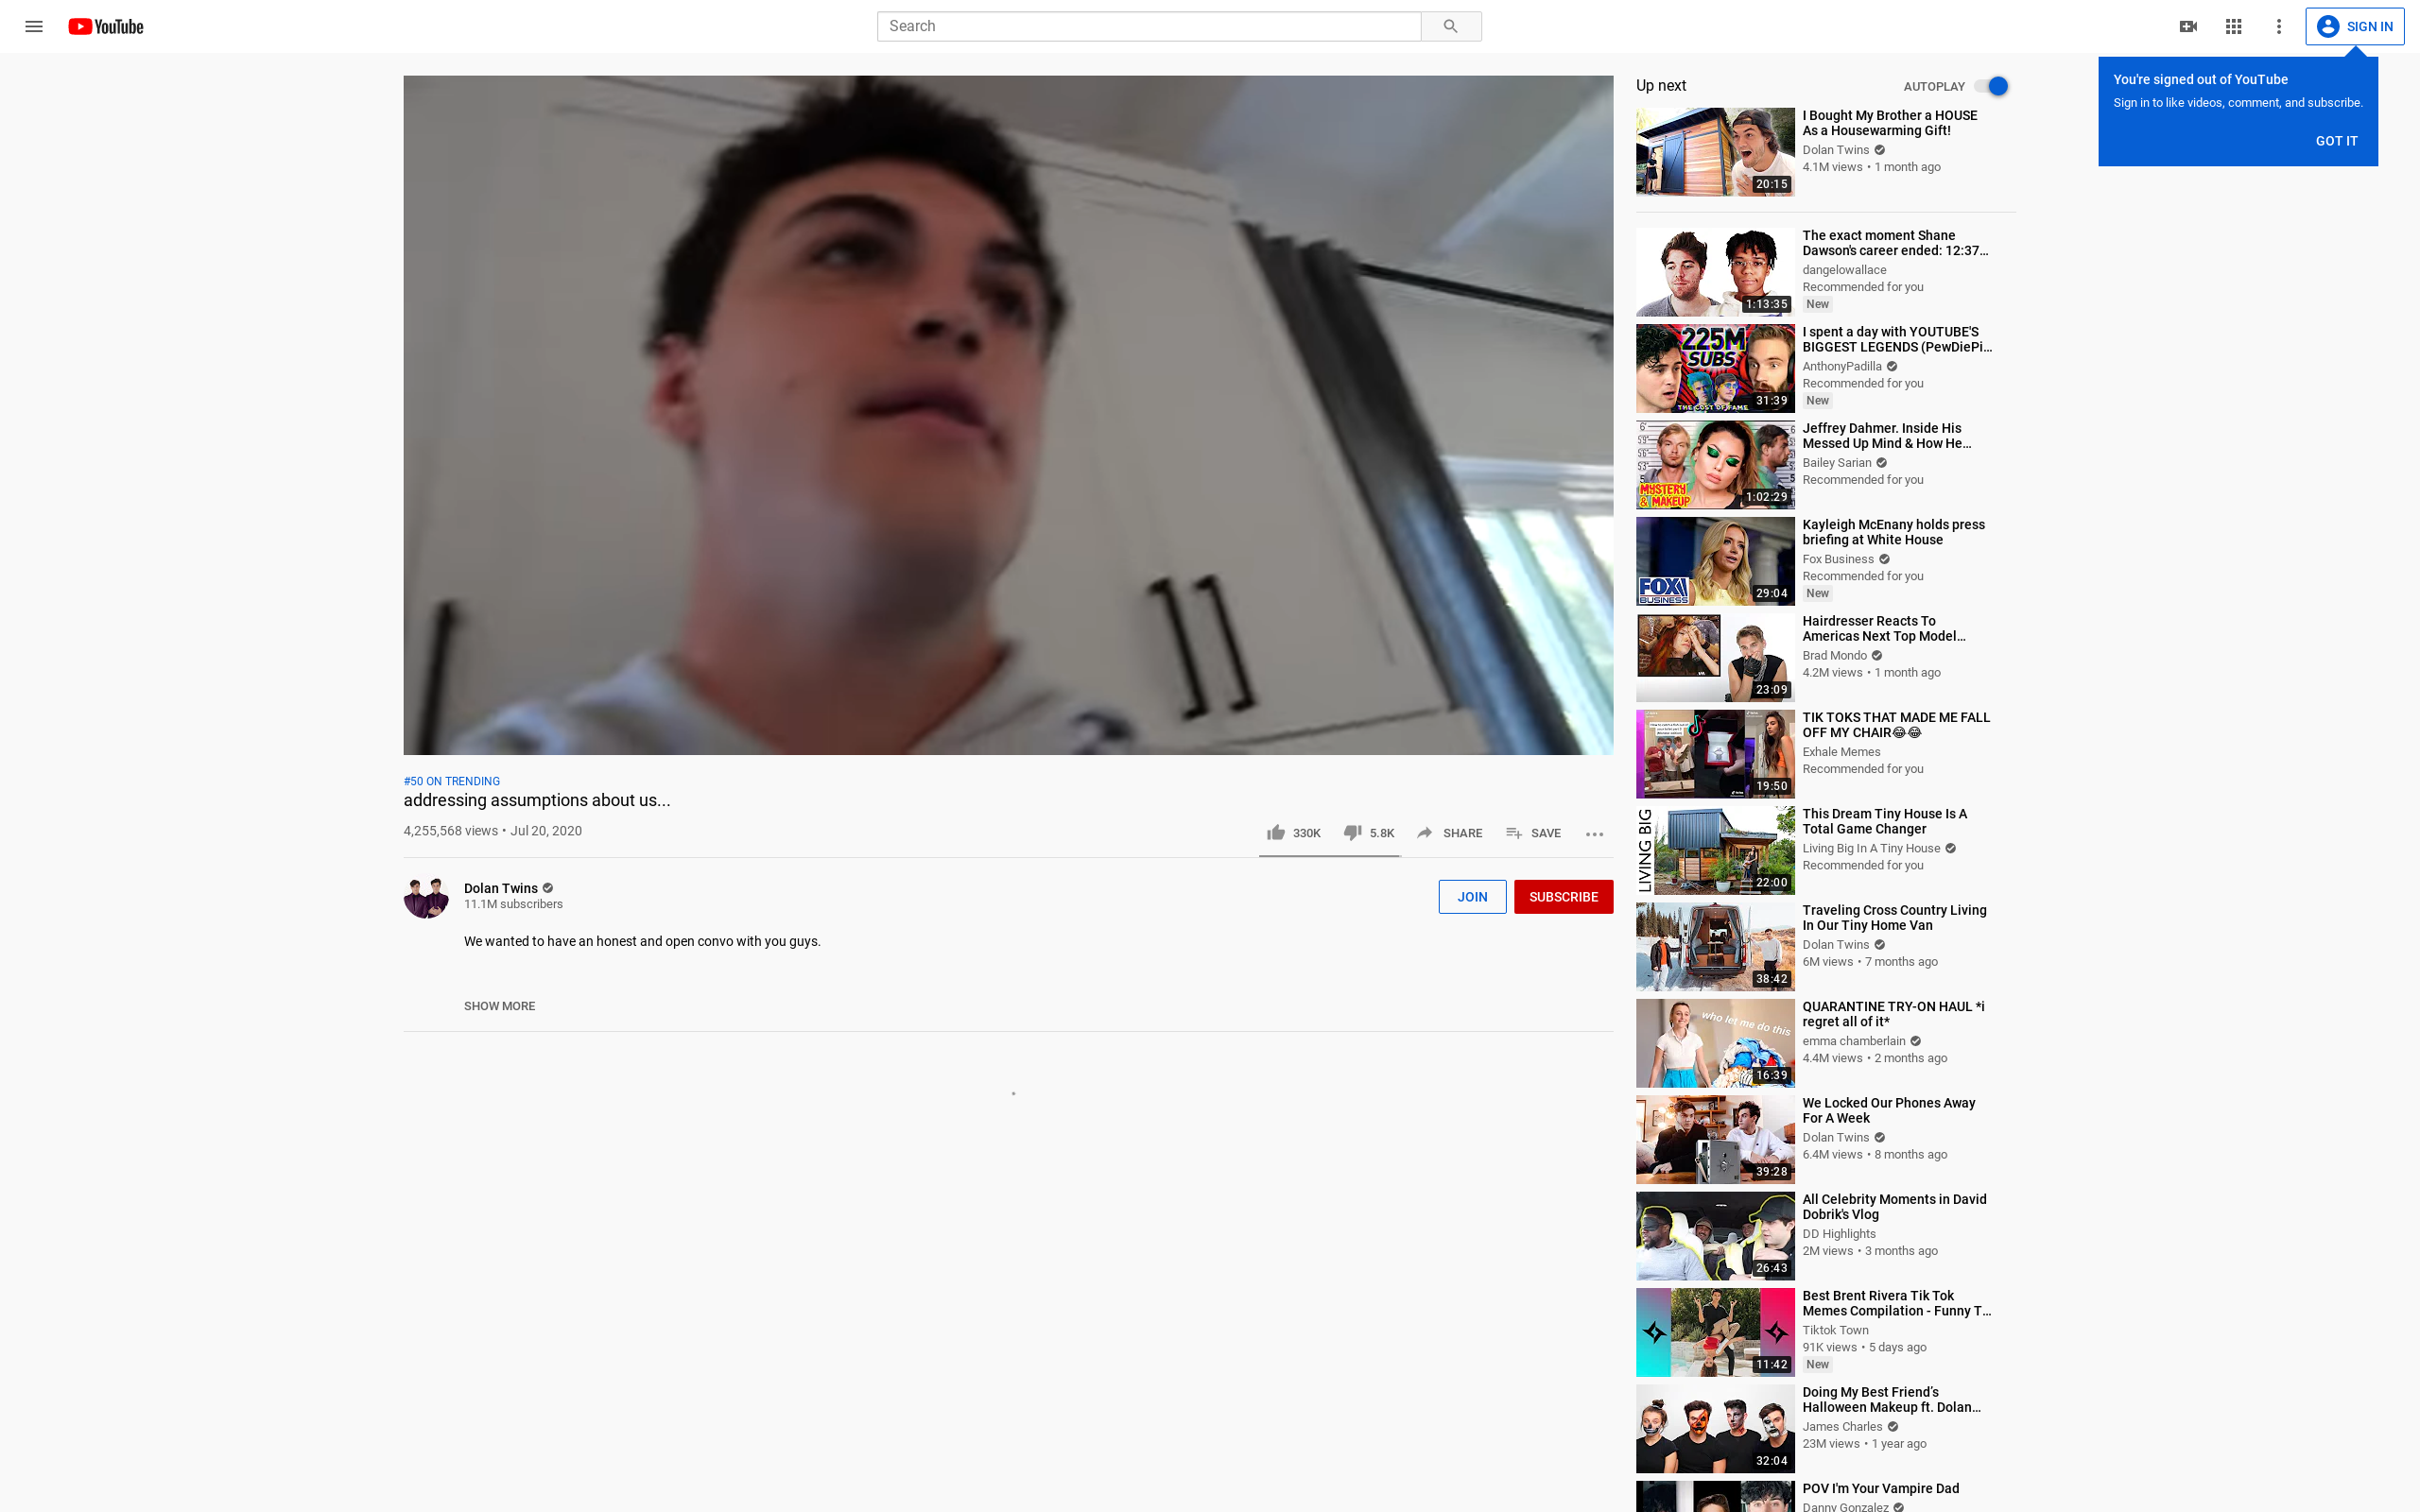 YouTube
Search
SIGN IN
You're signed out of YouTube
Sign in to like videos, comment, and subscribe.
GOT IT
#50 ON TRENDING
addressing assumptions about us...
4,255,568 views • Jul 20, 2020
330K
5.8K
SHARE
SAVE
Dolan Twins
11.1M subscribers
JOIN
SUBSCRIBE
We wanted to have an honest and open convo with you guys.
SHOW MORE
Up next
AUTOPLAY
20:15
I Bought My Brother a HOUSE
As a Housewarming Gift!
Dolan Twins
4.1M views • 1 month ago
1:13:35
The exact moment Shane
Dawson's career ended: 12:37...
dangelowallace
Recommended for you
New
225M
SUBS
THE COST OF FAME
31:39
I spent a day with YOUTUBE'S
BIGGEST LEGENDS (PewDiePi...
AnthonyPadilla
Recommended for you
New
MYSTERY
& MAKEUP
1:02:29
Jeffrey Dahmer. Inside His
Messed Up Mind & How He...
Bailey Sarian
Recommended for you
FOX
BUSINESS
29:04
Kayleigh McEnany holds press
briefing at White House
Fox Business
Recommended for you
New
23:09
Hairdresser Reacts To
Americas Next Top Model...
Brad Mondo
4.2M views • 1 month ago
19:50
TIK TOKS THAT MADE ME FALL
OFF MY CHAIR😂😂
Exhale Memes
Recommended for you
LIVING BIG
22:00
This Dream Tiny House Is A
Total Game Changer
Living Big In A Tiny House
Recommended for you
38:42
Traveling Cross Country Living
In Our Tiny Home Van
Dolan Twins
6M views • 7 months ago
who let me do this
16:39
QUARANTINE TRY-ON HAUL *i
regret all of it*
emma chamberlain
4.4M views • 2 months ago
39:28
We Locked Our Phones Away
For A Week
Dolan Twins
6.4M views • 8 months ago
26:43
All Celebrity Moments in David
Dobrik's Vlog
DD Highlights
2M views • 3 months ago
11:42
Best Brent Rivera Tik Tok
Memes Compilation - Funny T...
Tiktok Town
91K views • 5 days ago
New
32:04
Doing My Best Friend’s
Halloween Makeup ft. Dolan...
James Charles
23M views • 1 year ago
POV I'm Your Vampire Dad
Danny Gonzalez